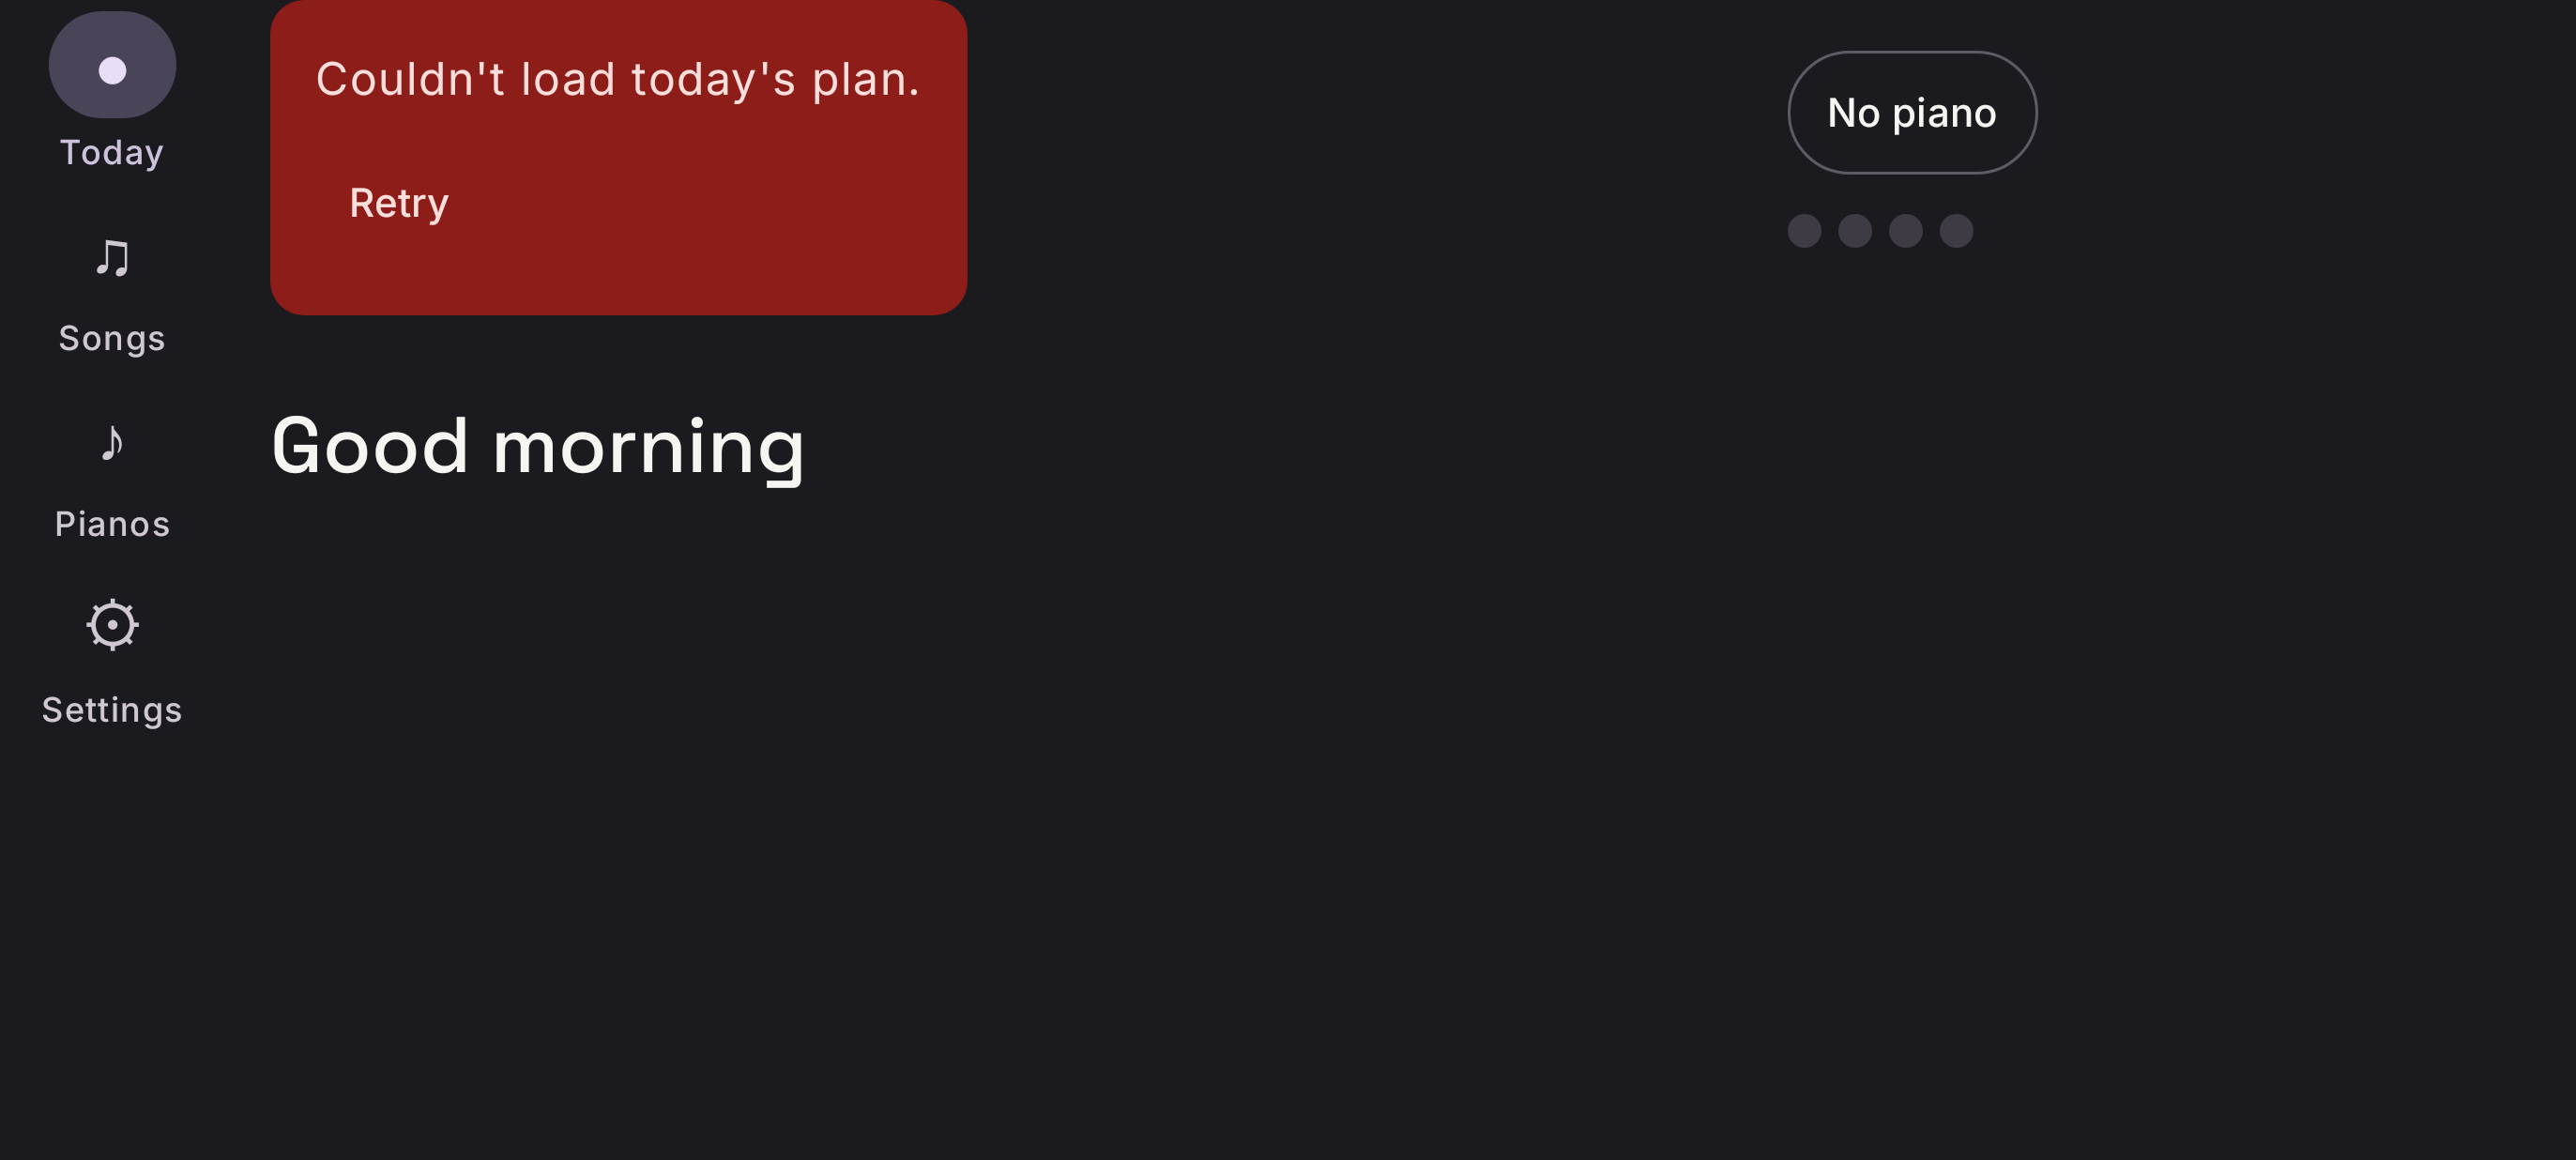 Today
Songs
Pianos
Settings
Couldn't load today's plan.
Retry
Good morning
No piano